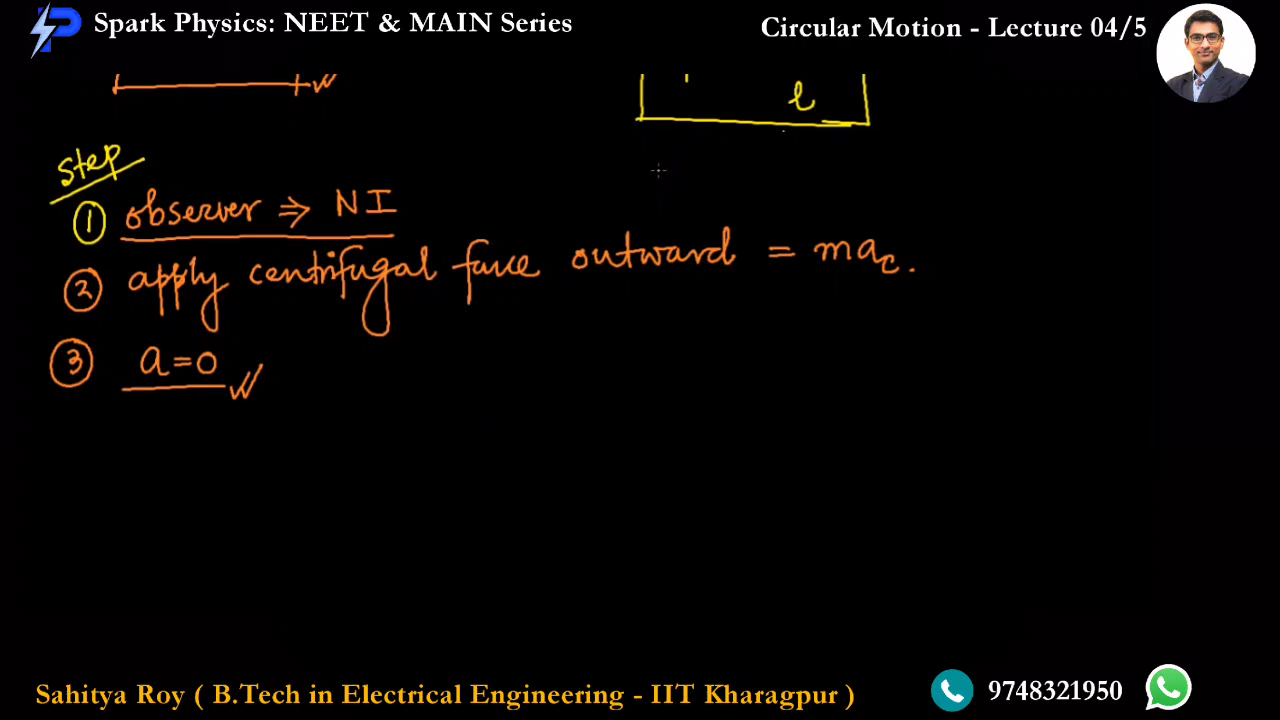 Spark Physics: NEET & MAIN Series
Circular Motion - Lecture 04/5
l
step
① observer ⇒ NI
② apply centrifugal force outward = mac.
③ a=0
Sahitya Roy ( B.Tech in Electrical Engineering - IIT Kharagpur )
9748321950